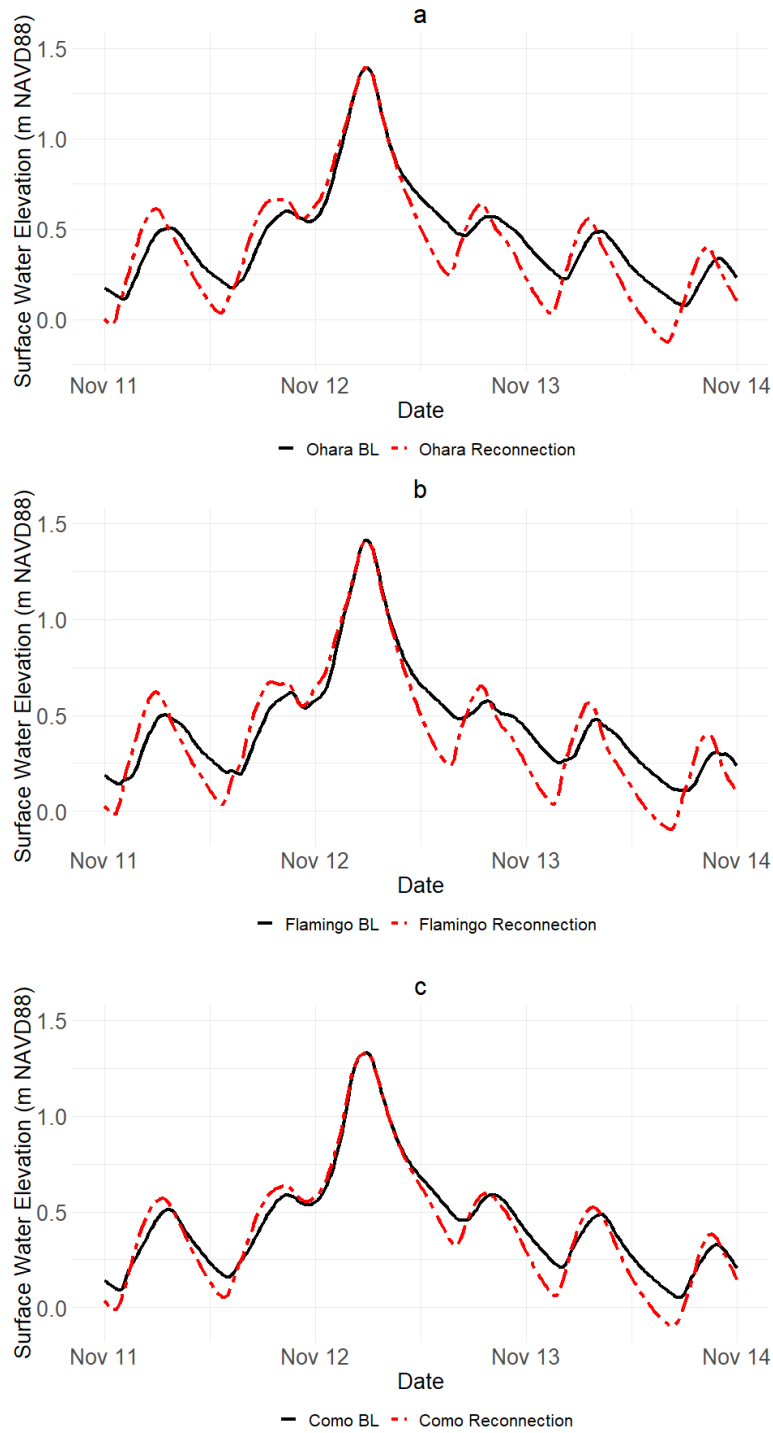 a
Surface Water Elevation (m NAVD88)
1.5
1.0
0.5
0.0
Nov 11 Nov 12 Nov 13 Nov 14
Date
Ohara BL Ohara Reconnection
b
Surface Water Elevation (m NAVD88)
1.5
1.0
0.5
0.0
Nov 11 Nov 12 Nov 13 Nov 14
Date
Flamingo BL Flamingo Reconnection
c
Surface Water Elevation (m NAVD88)
1.5
1.0
0.5
0.0
Nov 11 Nov 12 Nov 13 Nov 14
Date
Como BL Como Reconnection